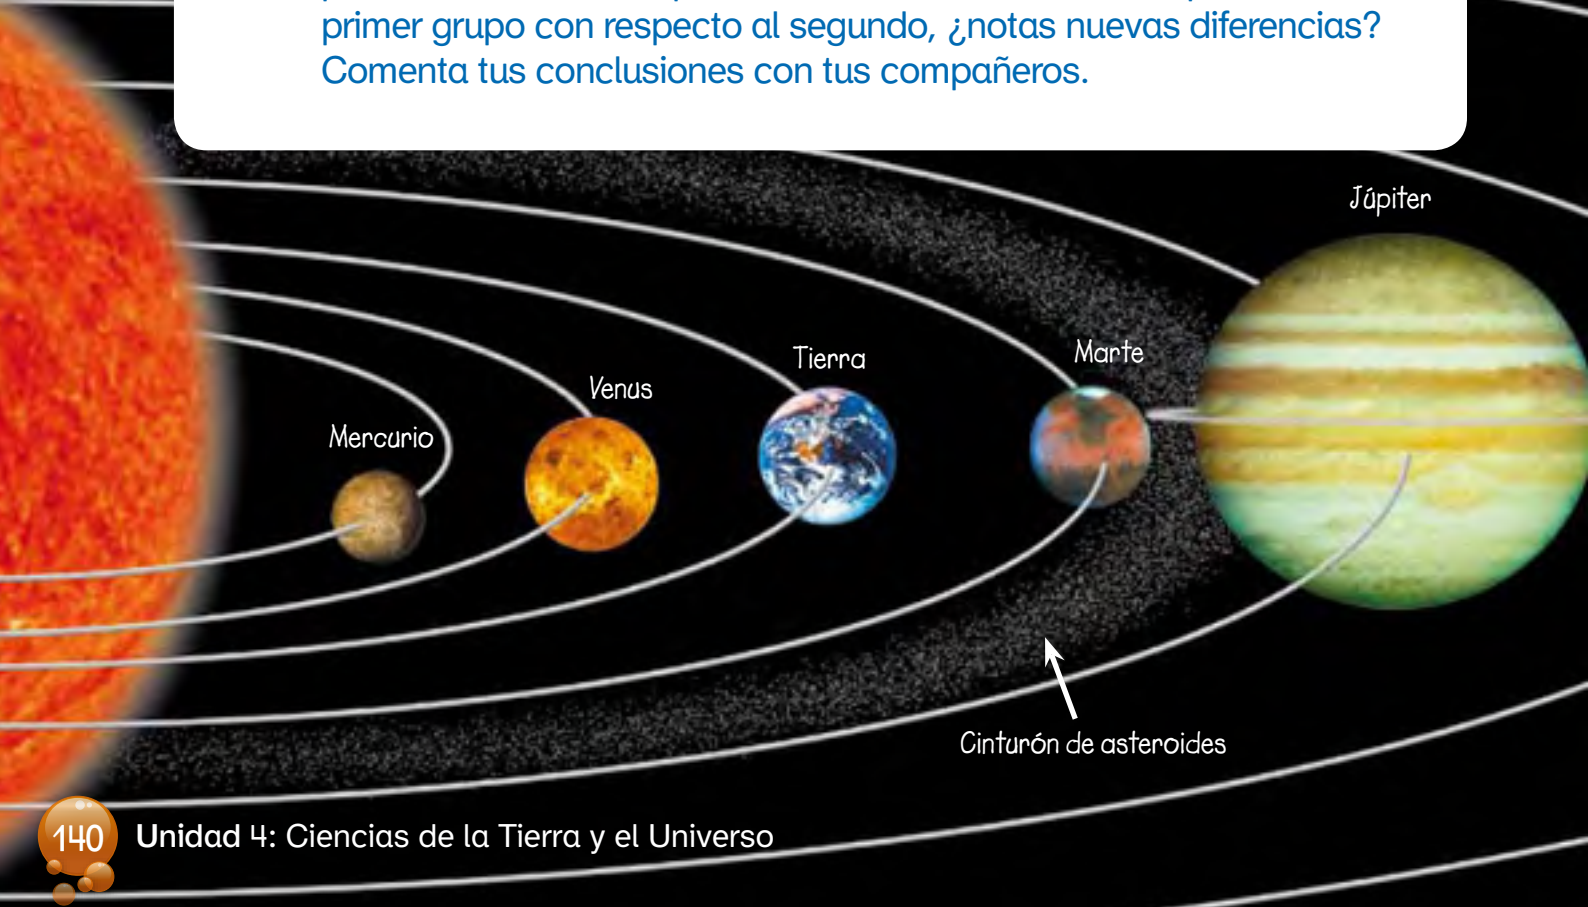 primer grupo con respecto al segundo, ¿notas nuevas diferencias?
Comenta tus conclusiones con tus compañeros.
Júpiter
Tierra
Marte
Venus
Mercurio
Cinturón de asteroides
140 Unidad 4: Ciencias de la Tierra y el Universo